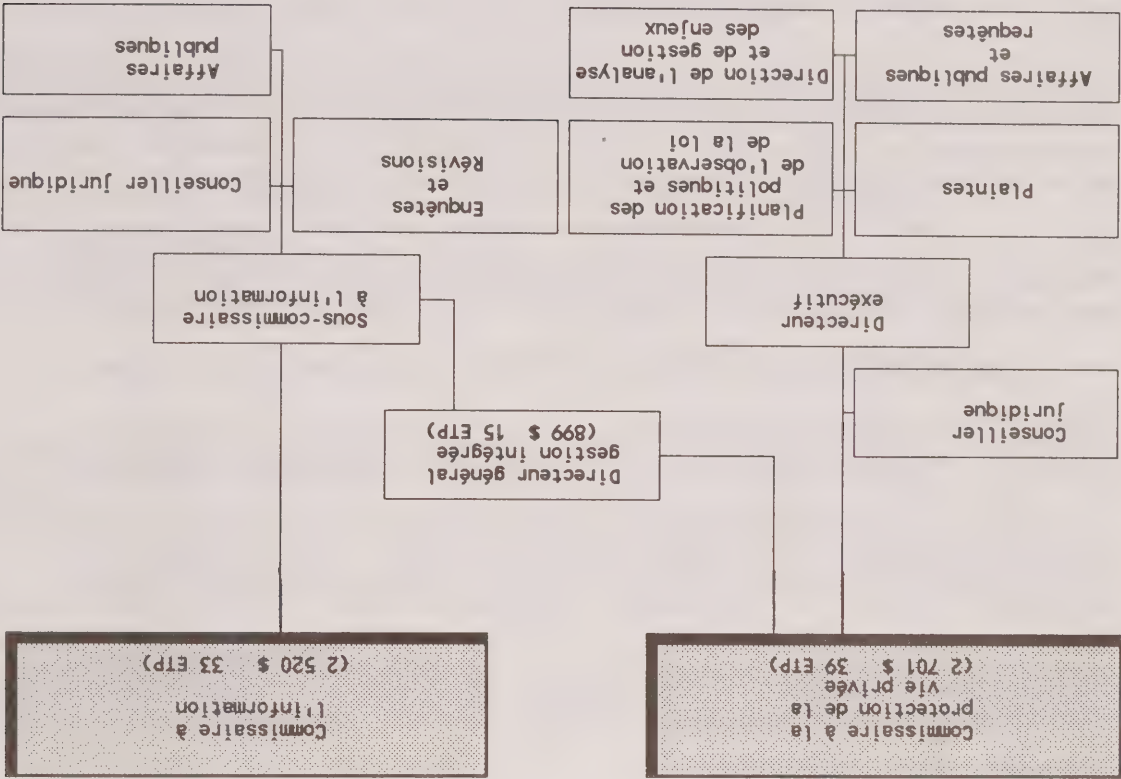 Commissaire à la
protection de la
vie privée
(2 701 $ 39 ETP)
Commissaire à
l'information
(2 520 $ 33 ETP)
Directeur général
gestion intégrée
(899 $ 15 ETP)
Conseiller
juridique
Directeur
exécutif
Sous-commissaire
à l'information
Plaintes
Planification des
politiques et
de l'observation
de la loi
Enquêtes
et
Révisions
Conseiller juridique
Affaires publiques
et
requêtes
Direction de l'analyse
et de gestion
des enjeux
Affaires
publiques